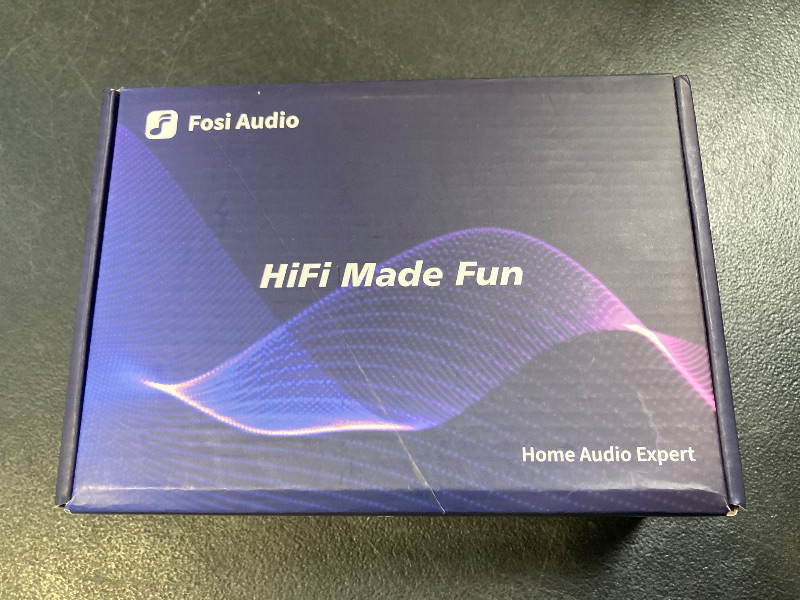 Fosi Audio
HiFi Made Fun
Home Audio Expert